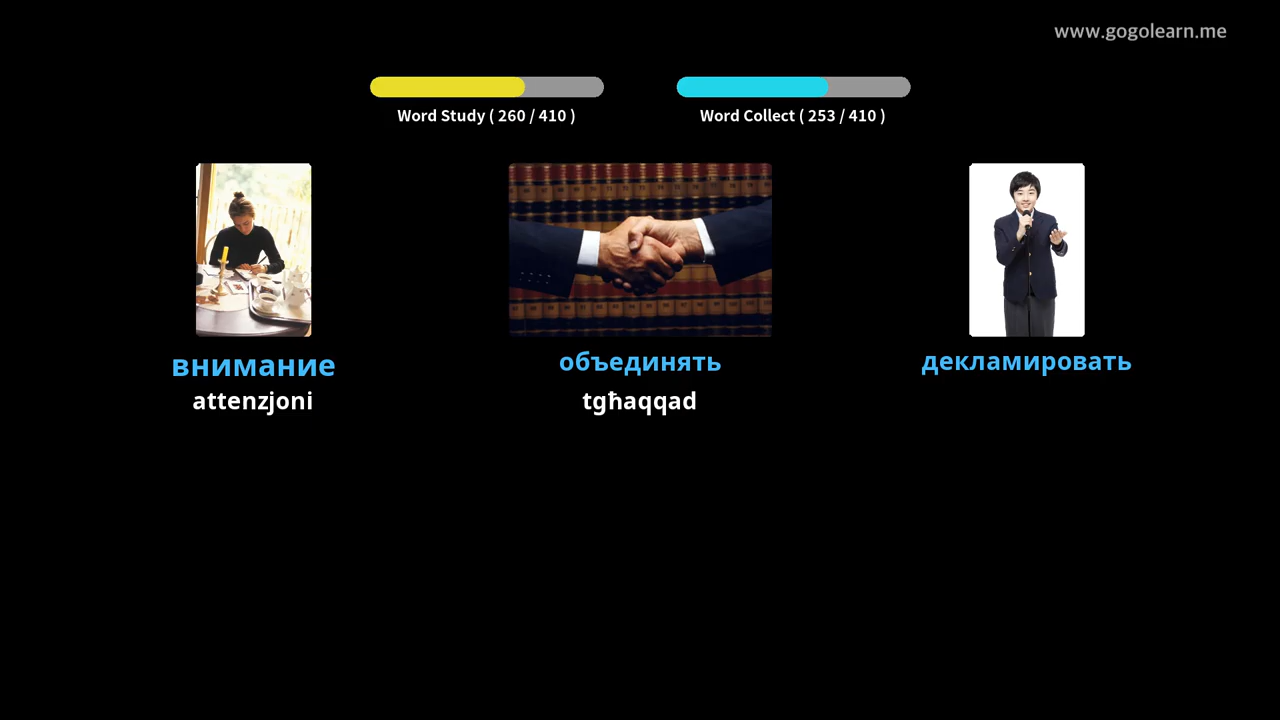 www.gogolearn.me
Word Study ( 260 / 410 )
Word Collect ( 253 / 410 )
внимание
attenzjoni
объединять
tgħaqqad
декламировать